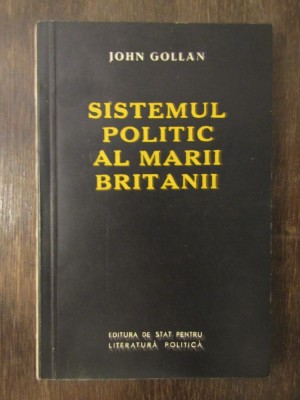 JOHN GOLLAN
SISTEMUL
POLITIC
AL MARII
BRITANII
EDITURA DE STAT PENTRU
LITERATURĂ POLITICĂ